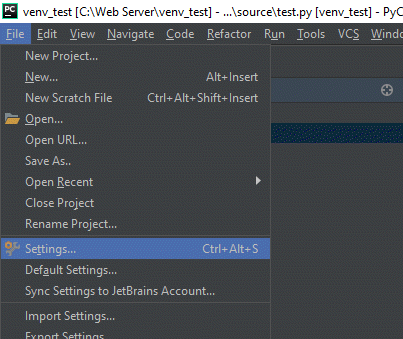 PC venv_test [C:\Web Server\venv_test] - ...\source\test.py [venv_test] - PyC
File Edit View Navigate Code Refactor Run Tools VCS Windo
New Project...
New... Alt+Insert
New Scratch File Ctrl+Alt+Shift+Insert
Open...
Open URL...
Save As..
Open Recent
Close Project
Rename Project...
Settings... Ctrl+Alt+S
Default Settings...
Sync Settings to JetBrains Account...
Import Settings...
Export Settings...